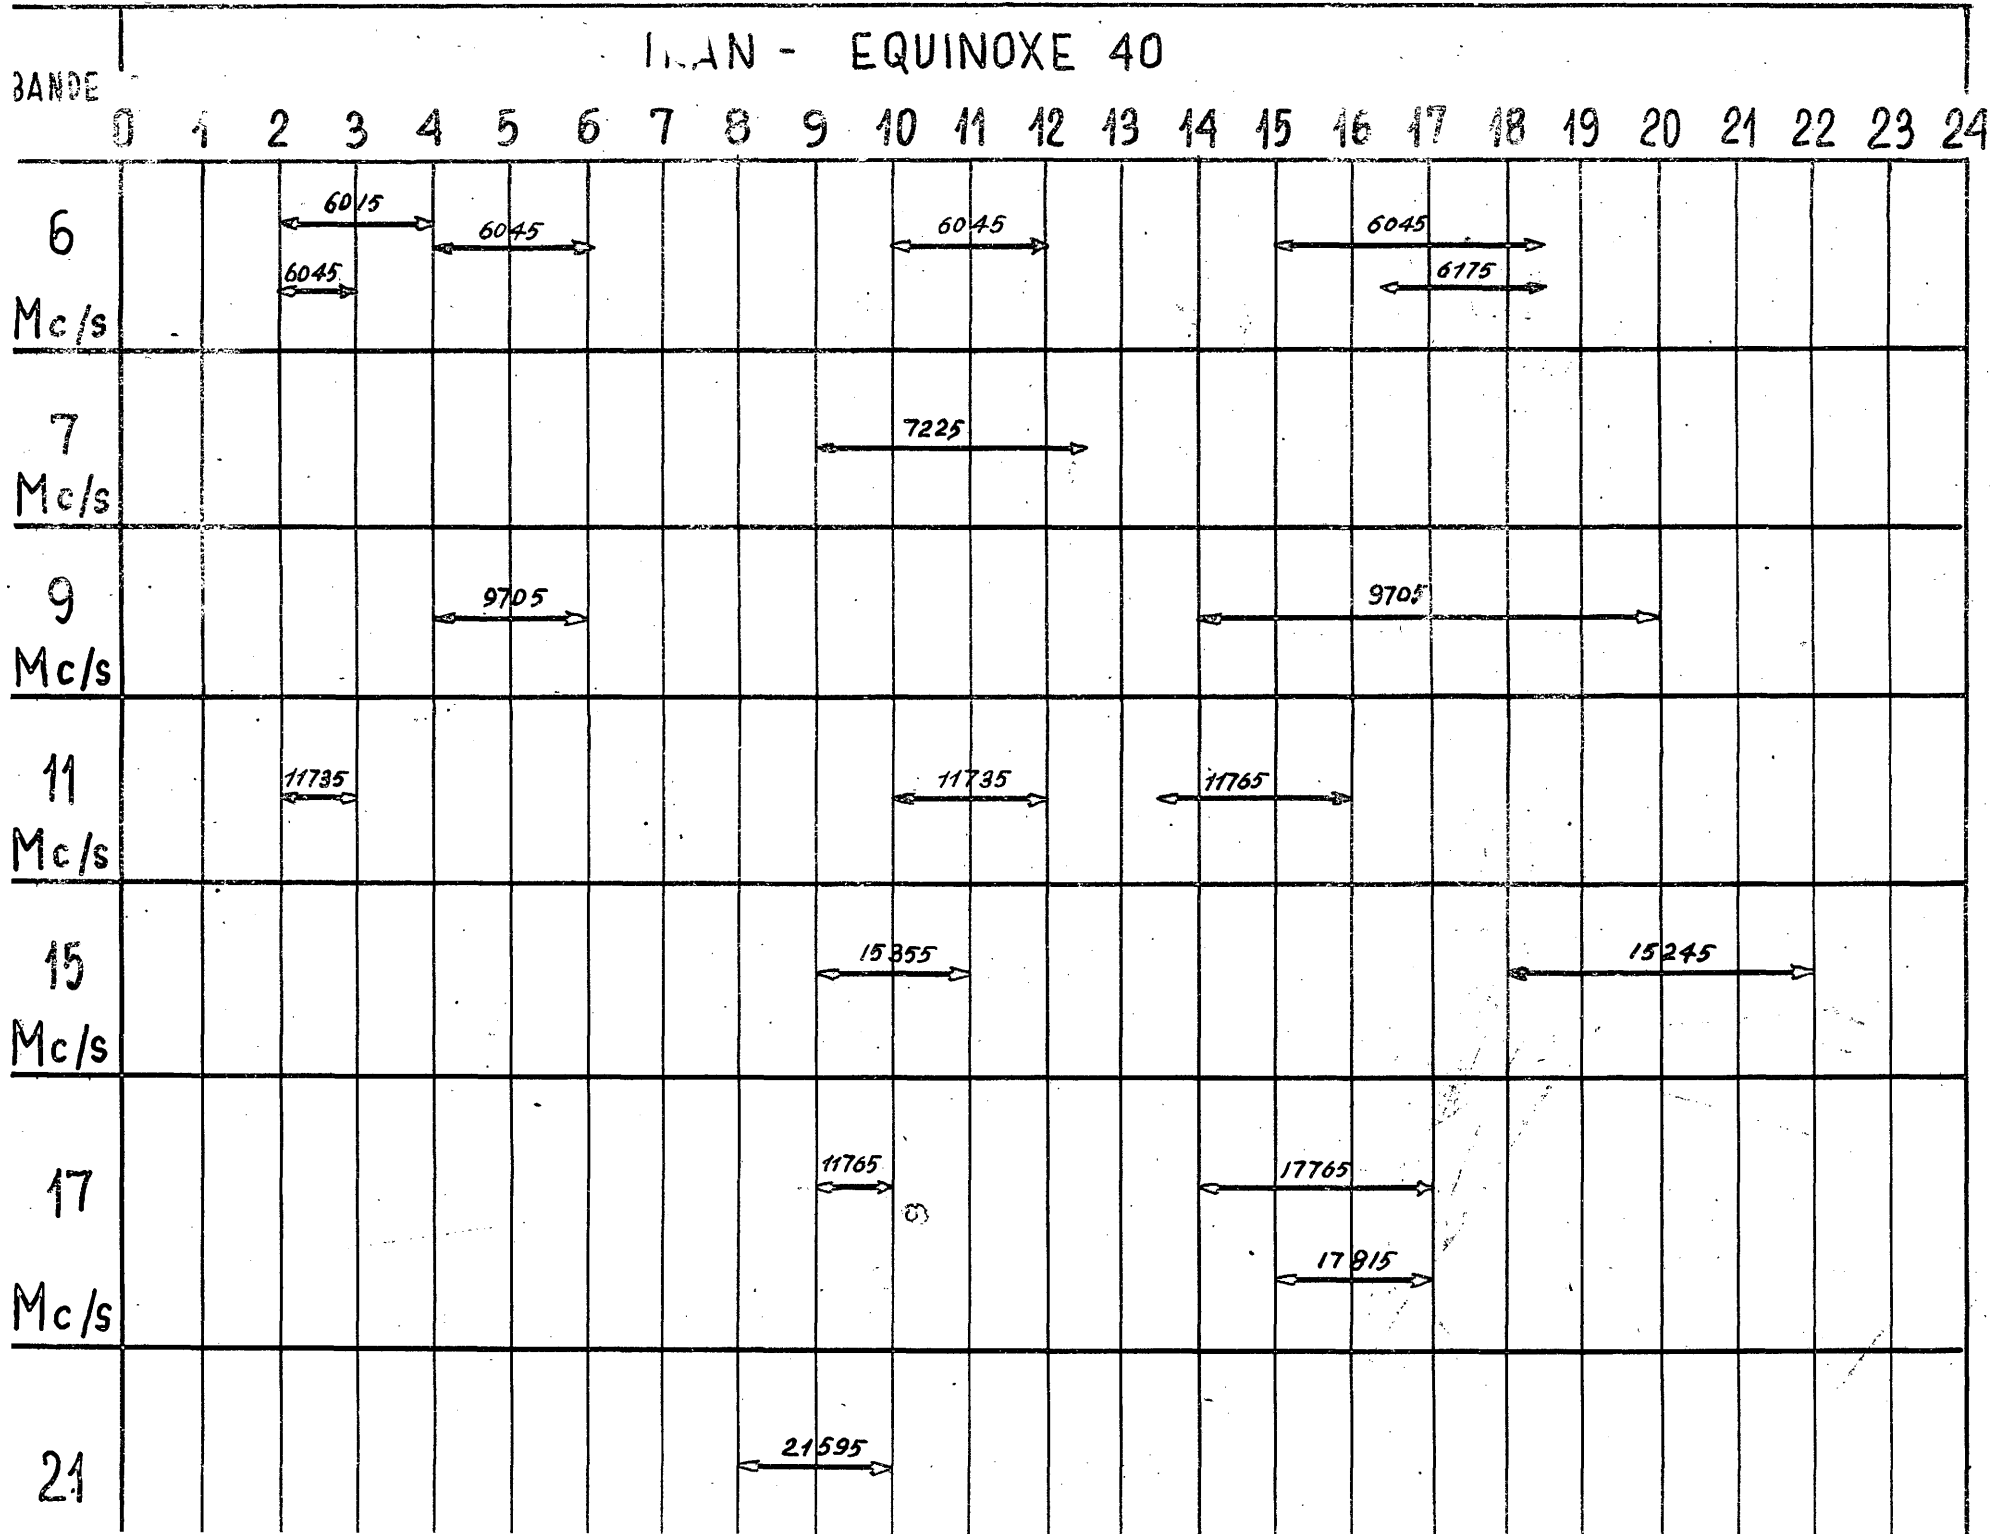 EQUINOXE 40
BANDE
0 1 2 3 4 5 6 7 8 9 10 11 12 13 14 15 16 17 18 19 20 21 22 23 24
6 Mc/s
6015
6045 6045 6045
6045 6175
7 Mc/s
7225
9 Mc/s
9705 9705
11 Mc/s
11735 11735 11765
15 Mc/s
15355 15245
17 Mc/s
11765 17765
17815
21
21595